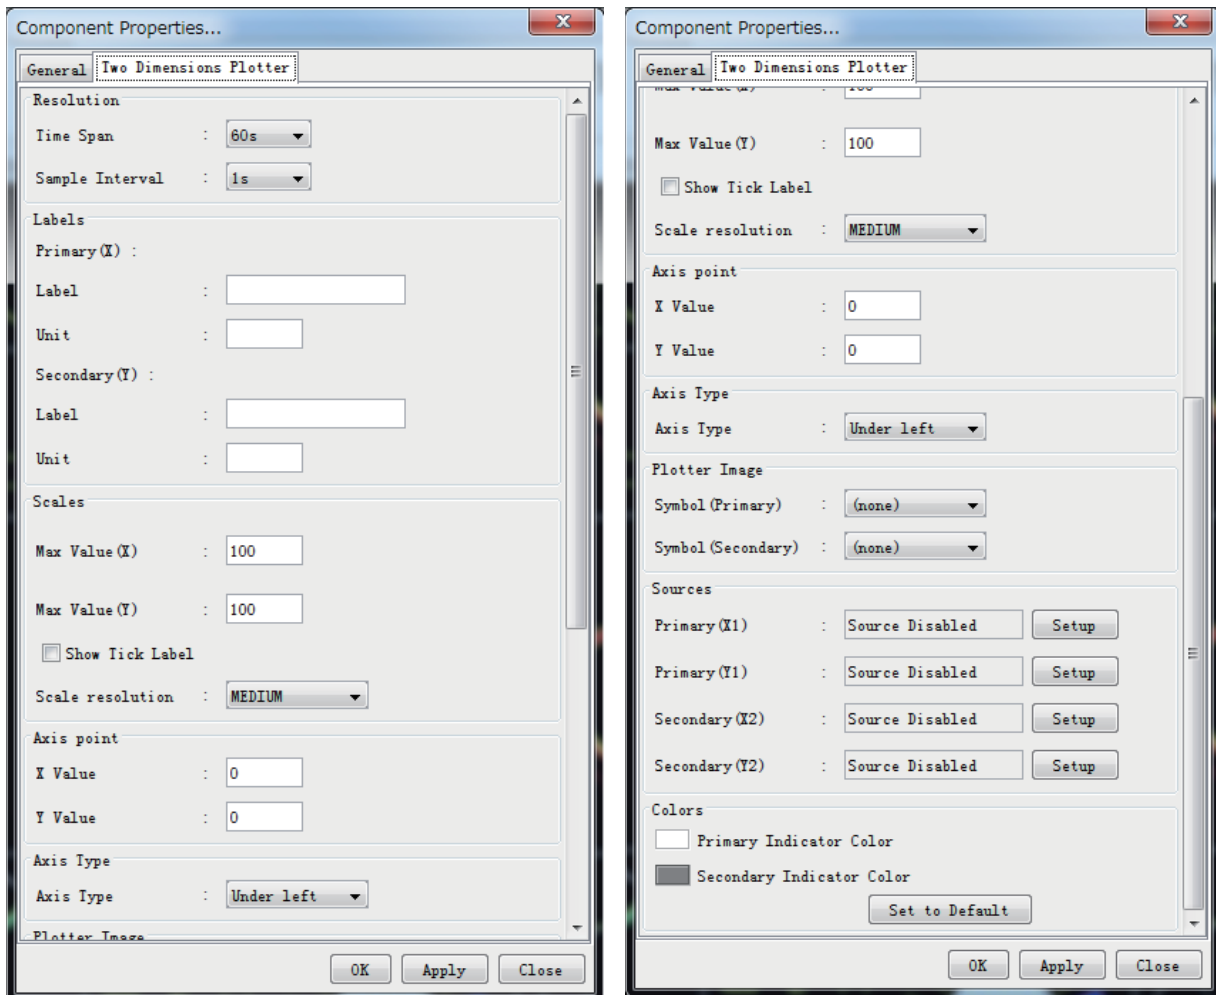 Component Properties...
General Two Dimensions Plotter
Resolution
Time Span : 60s
Sample Interval : 1s
Labels
Primary(X) :
Label :
Unit :
Secondary(Y) :
Label :
Unit :
Scales
Max Value(X) : 100
Max Value(Y) : 100
Show Tick Label
Scale resolution : MEDIUM
Axis point
X Value : 0
Y Value : 0
Axis Type
Axis Type : Under left
Plotter Image
OK Apply Close
Component Properties...
General Two Dimensions Plotter
Max Value(X) : 100
Max Value(Y) : 100
Show Tick Label
Scale resolution : MEDIUM
Axis point
X Value : 0
Y Value : 0
Axis Type
Axis Type : Under left
Plotter Image
Symbol(Primary) : (none)
Symbol(Secondary) : (none)
Sources
Primary(X1) : Source Disabled Setup
Primary(Y1) : Source Disabled Setup
Secondary(X2) : Source Disabled Setup
Secondary(Y2) : Source Disabled Setup
Colors
Primary Indicator Color
Secondary Indicator Color
Set to Default
OK Apply Close